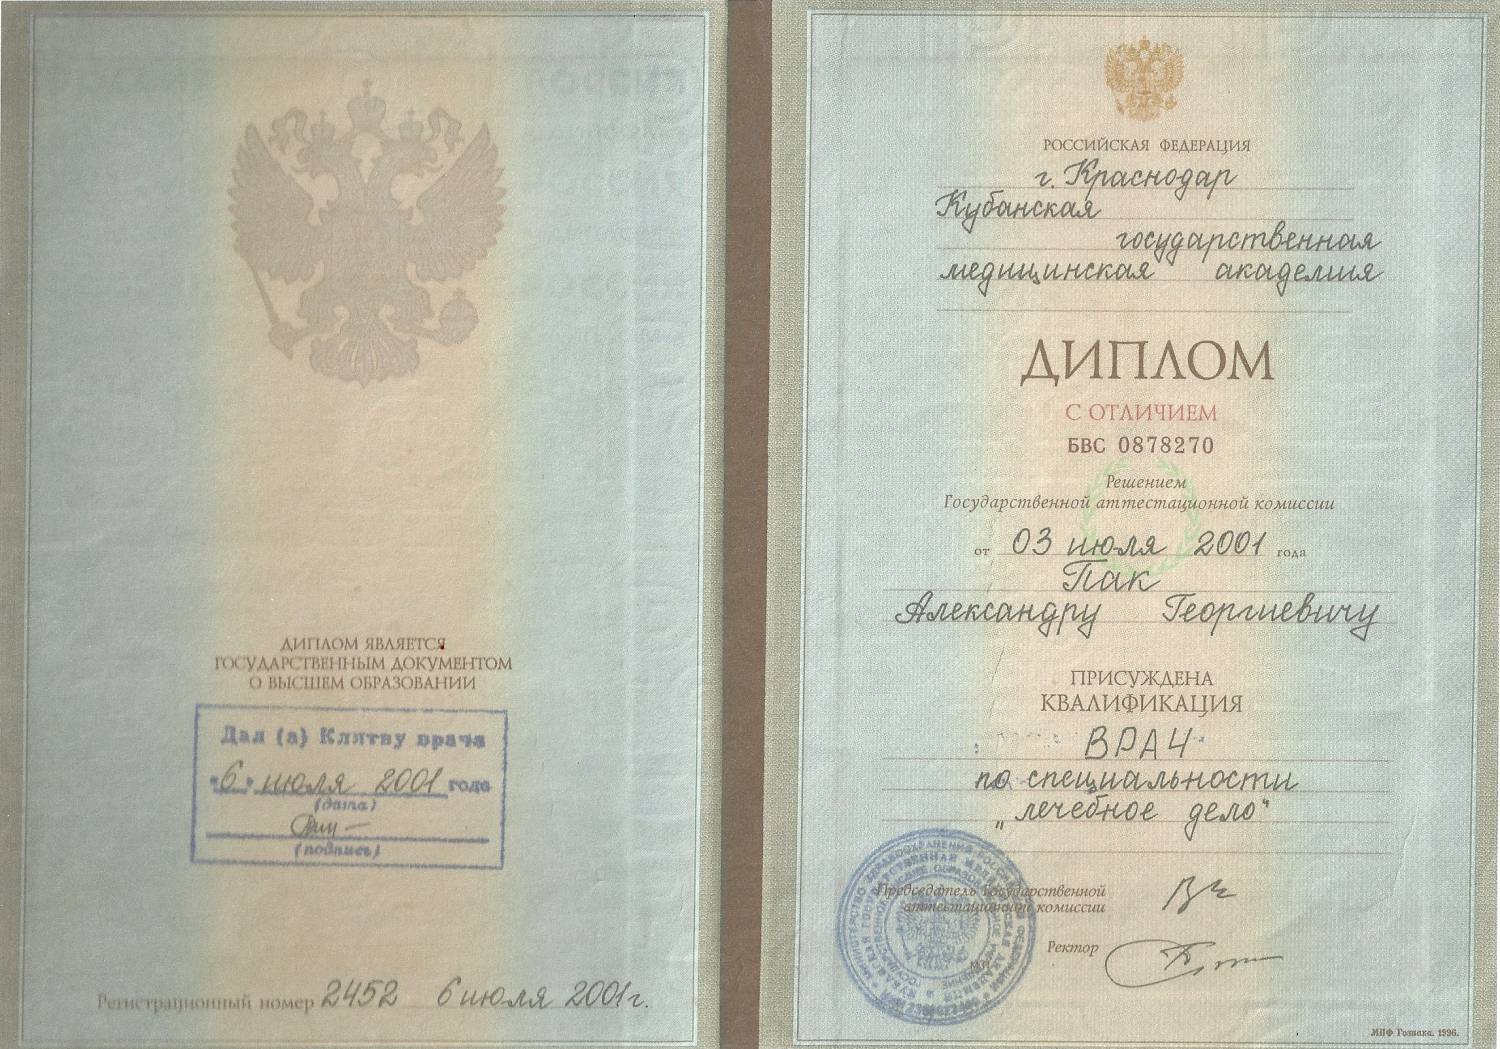 ДИПЛОМ ЯВЛЯЕТСЯ
ГОСУДАРСТВЕННЫМ ДОКУМЕНТОМ
О ВЫСШЕМ ОБРАЗОВАНИИ
Дал (а) Клятву врача
"6" июля 2001 года
(дата)
(подпись)
Регистрационный номер 2452 6 июля 2001г.
РОССИЙСКАЯ ФЕДЕРАЦИЯ
г. Краснодар
Кубанская
государственная
медицинская академия
ДИПЛОМ
С ОТЛИЧИЕМ
БВС 0878270
Решением
Государственной аттестационной комиссии
от 03 июля 2001 года
Пак
Александру Георгиевичу
ПРИСУЖДЕНА
КВАЛИФИКАЦИЯ
ВРАЧ
по специальности
„лечебное дело"
Председатель Государственной
аттестационной комиссии
Ректор
МПФ Гознака. 1996.